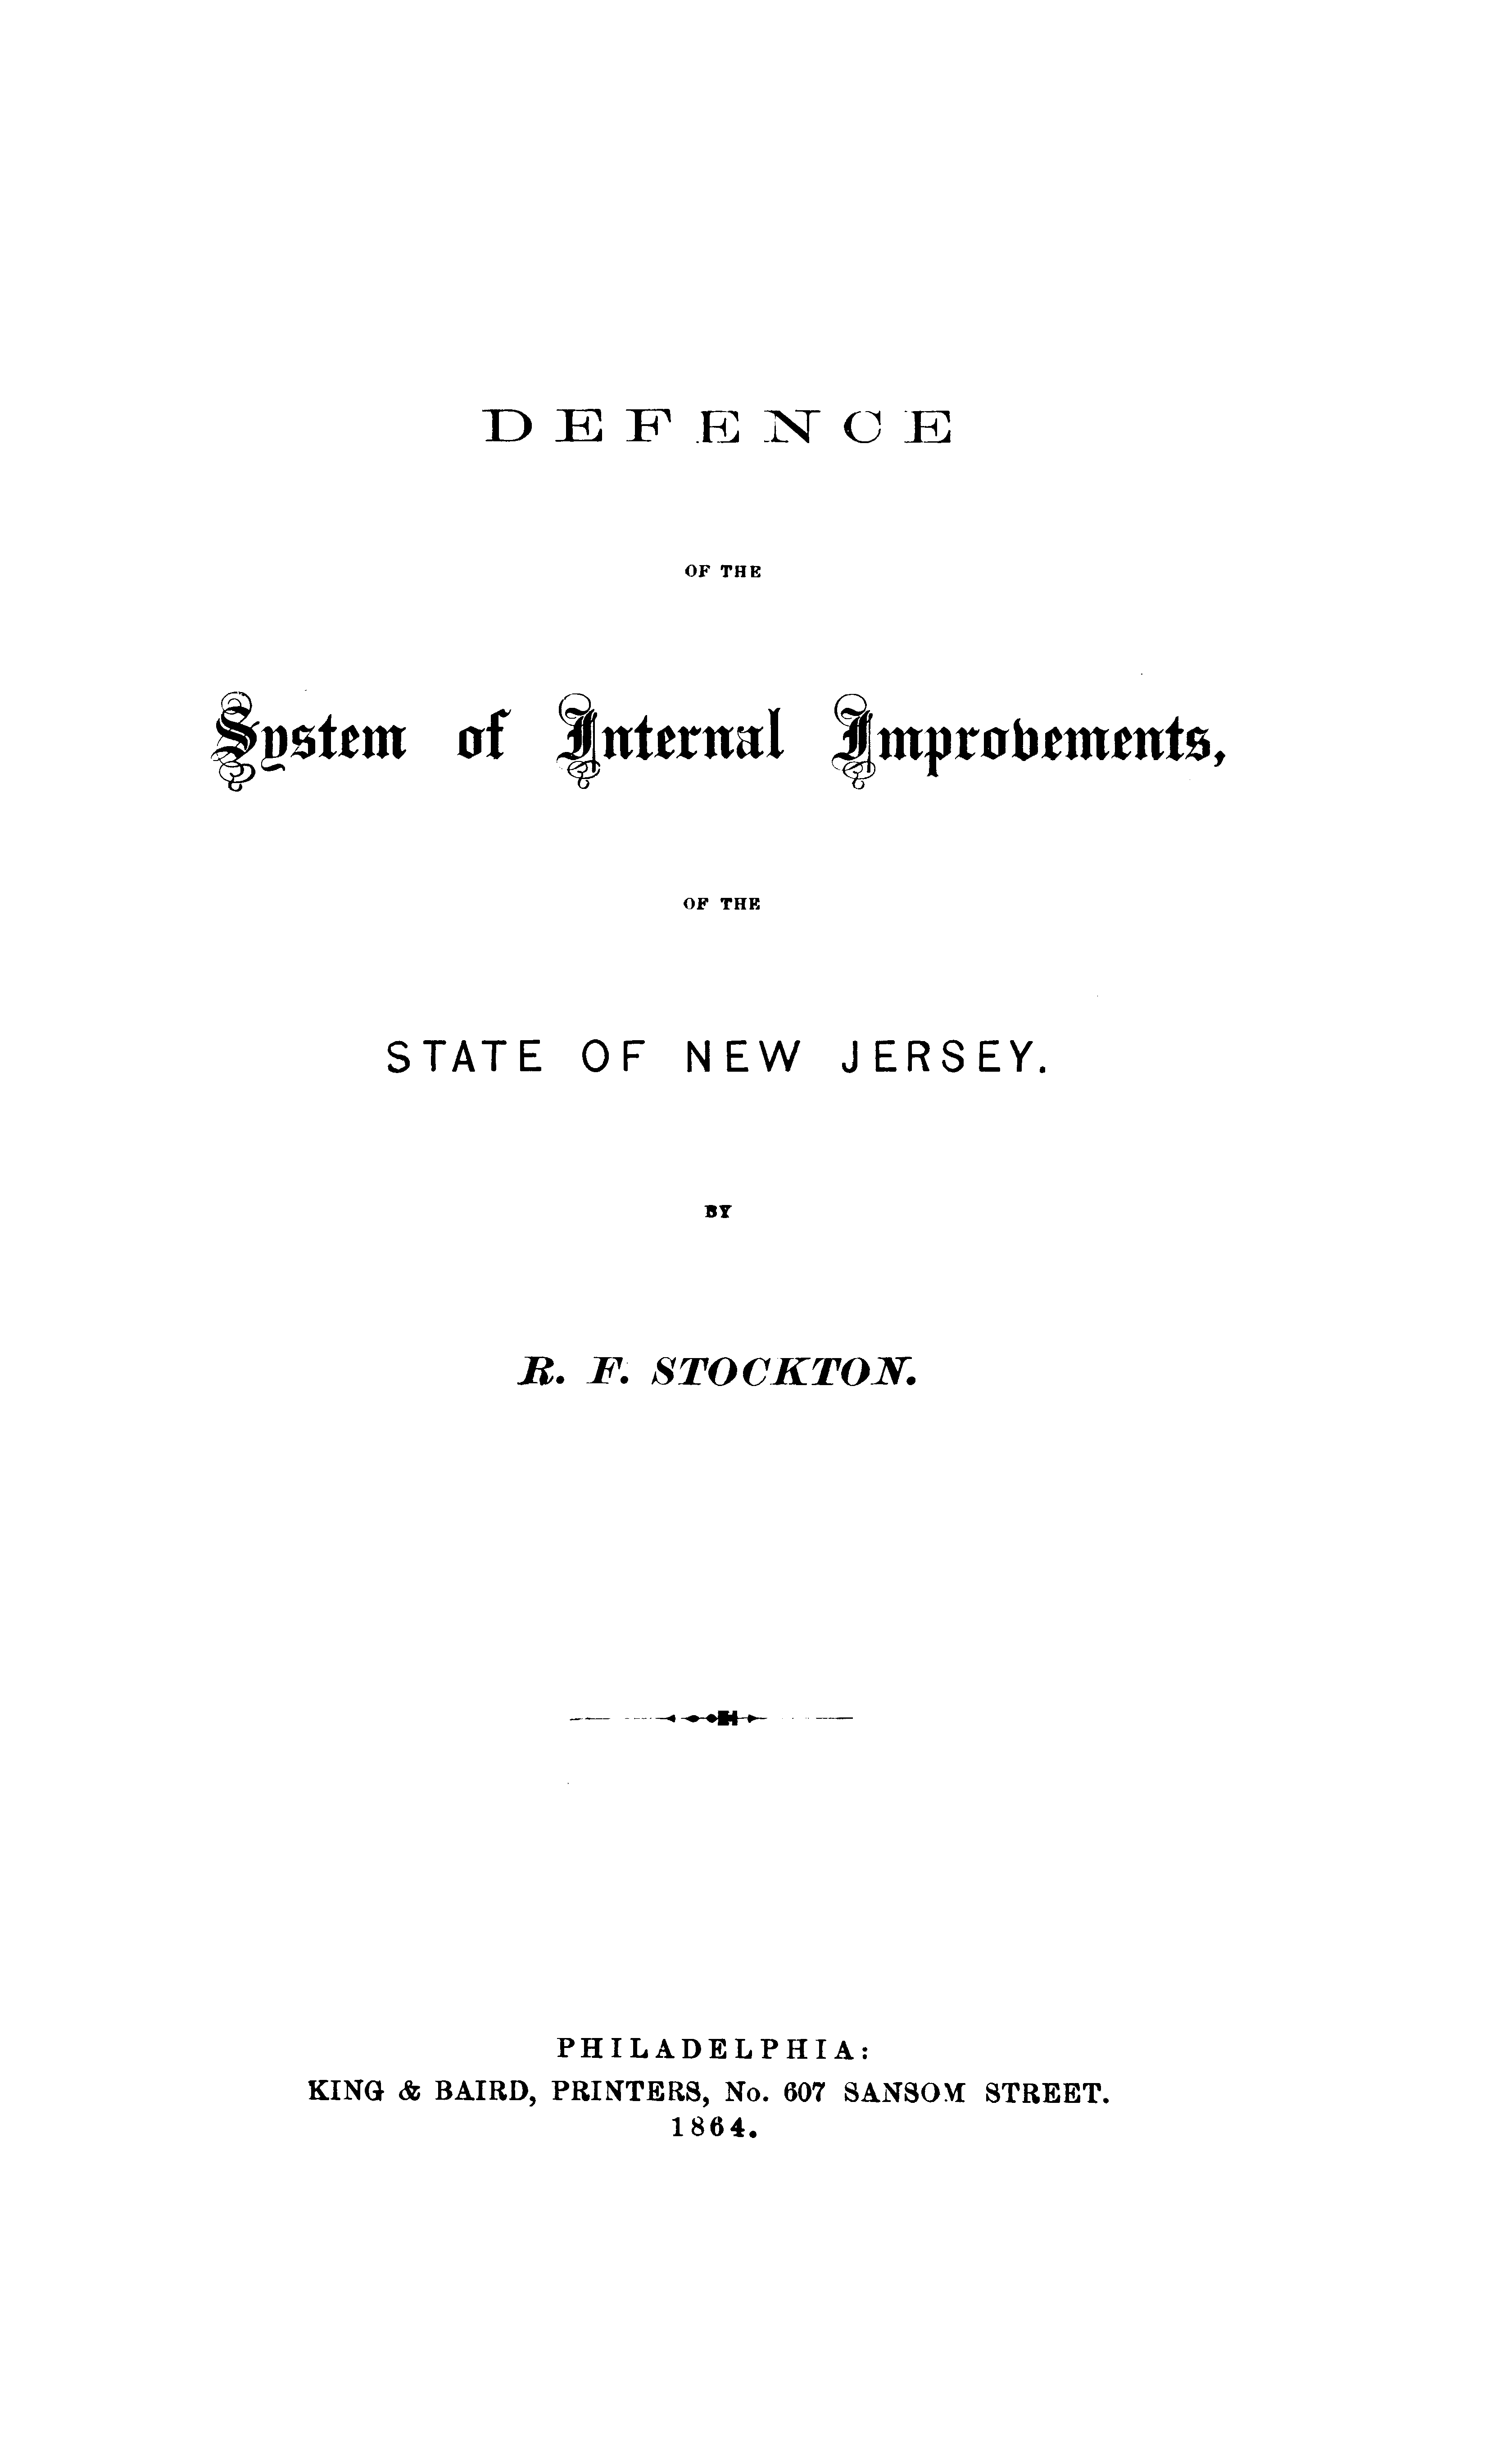 DEFENCE
OF THE
System of Internal Improvements,
OF THE
STATE OF NEW JERSEY.
BY
R. F. STOCKTON.
PHILADELPHIA:
KING & BAIRD, PRINTERS, No. 607 SANSOM STREET.
1864.